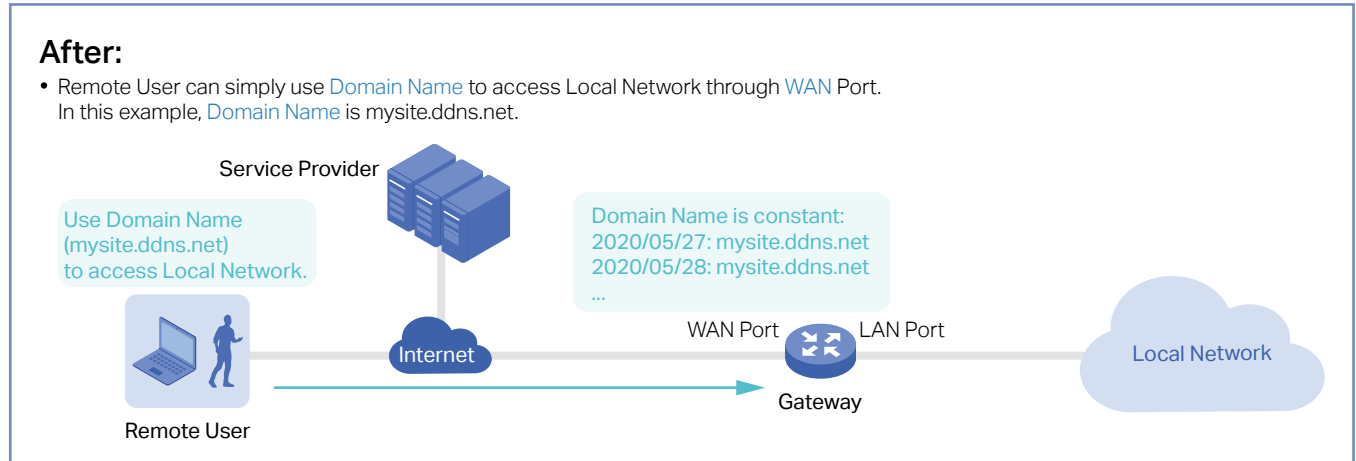 After:
• Remote User can simply use Domain Name to access Local Network through WAN Port.
In this example, Domain Name is mysite.ddns.net.
Service Provider
Use Domain Name
(mysite.ddns.net)
to access Local Network.
Domain Name is constant:
2020/05/27: mysite.ddns.net
2020/05/28: mysite.ddns.net
...
WAN Port
LAN Port
Internet
Local Network
Gateway
Remote User